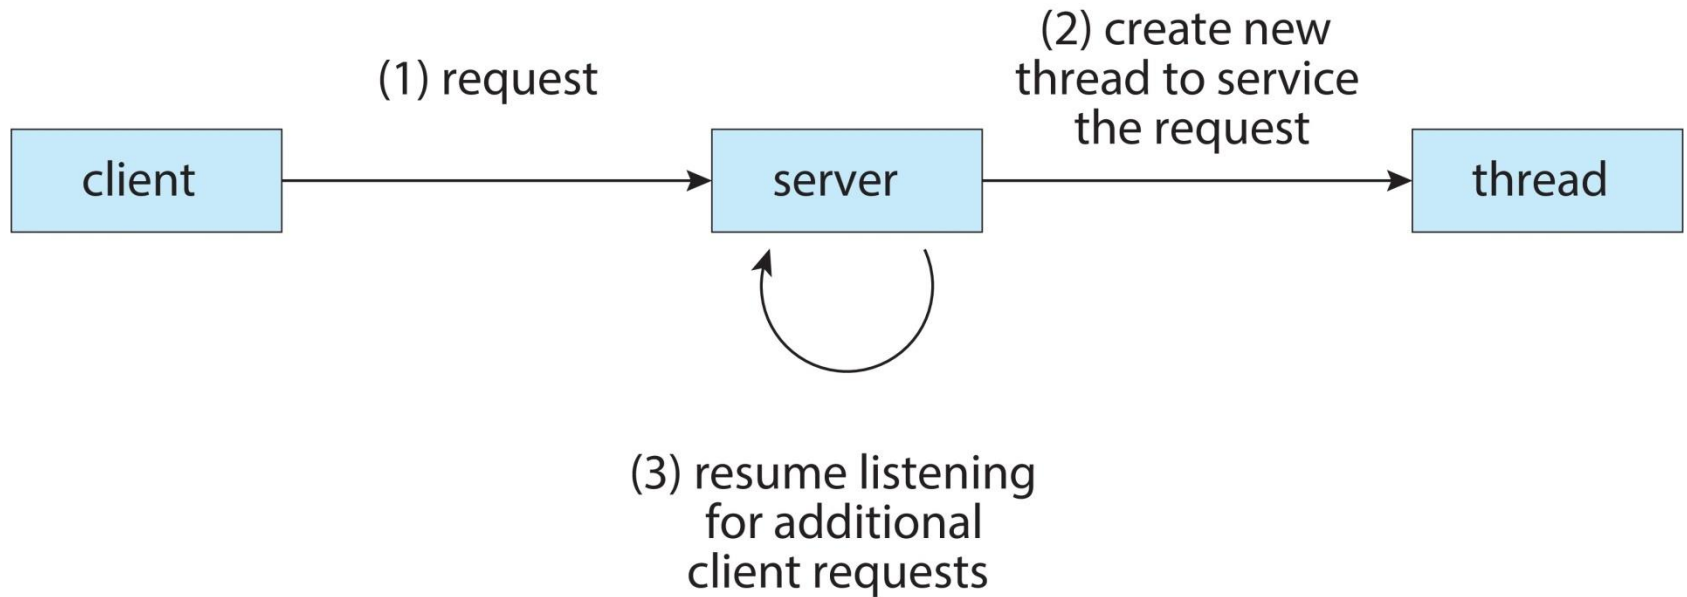 (1) request
(2) create new
thread to service
the request
client
server
thread
(3) resume listening
for additional
client requests